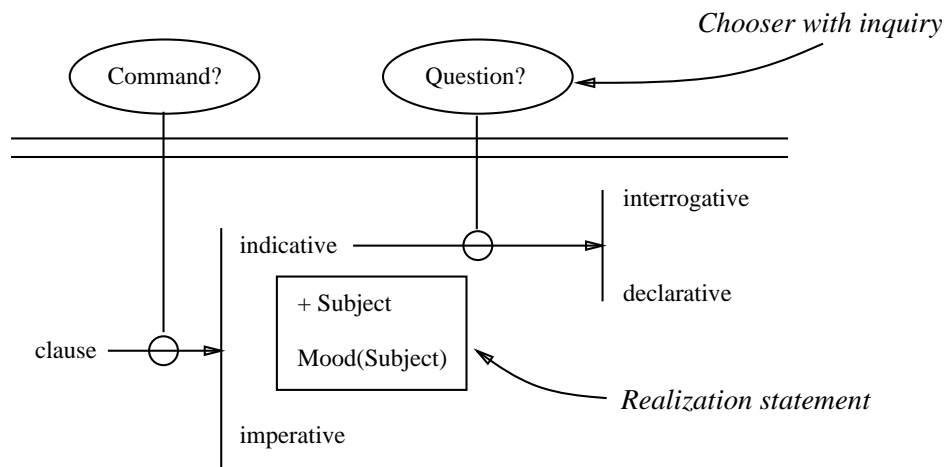 Chooser with inquiry
Command?
Question?
interrogative
indicative
declarative
+ Subject
clause
Mood(Subject)
Realization statement
imperative